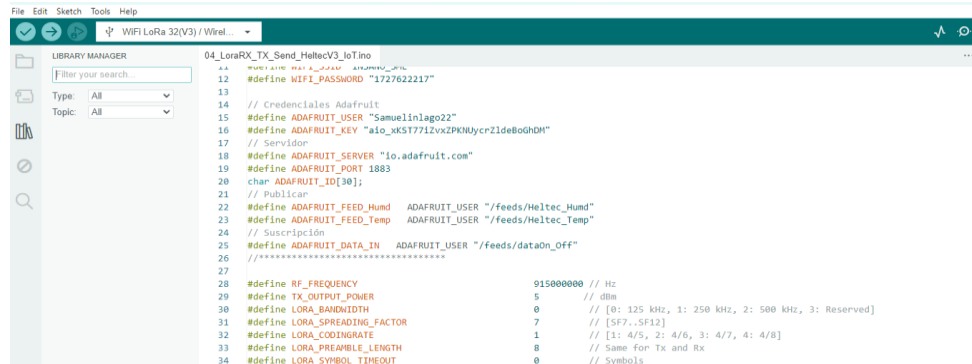 File Edit Sketch Tools Help
WiFi LoRa 32(V3) / Wirel...
LIBRARY MANAGER
Filter your search...
Type: All
Topic: All
04_LoraRX_TX_Send_HeltecV3_IoT.ino
12 #define WIFI_PASSWORD "1727622217"
13
14 // Credenciales Adafruit
15 #define ADAFRUIT_USER "Samuelinlago22"
16 #define ADAFRUIT_KEY "aio_xKST77iZvxZPKNUycrZldeBoGhDM"
17 // Servidor
18 #define ADAFRUIT_SERVER "io.adafruit.com"
19 #define ADAFRUIT_PORT 1883
20 char ADAFRUIT_ID[30];
21 // Publicar
22 #define ADAFRUIT_FEED_Humd ADAFRUIT_USER "/feeds/Heltec_Humd"
23 #define ADAFRUIT_FEED_Temp ADAFRUIT_USER "/feeds/Heltec_Temp"
24 // Suscripción
25 #define ADAFRUIT_DATA_IN ADAFRUIT_USER "/feeds/dataOn_Off"
26 //**********************************
27
28 #define RF_FREQUENCY 915000000 // Hz
29 #define TX_OUTPUT_POWER 5 // dBm
30 #define LORA_BANDWIDTH 0 // [0: 125 kHz, 1: 250 kHz, 2: 500 kHz, 3: Reserved]
31 #define LORA_SPREADING_FACTOR 7 // [SF7..SF12]
32 #define LORA_CODINGRATE 1 // [1: 4/5, 2: 4/6, 3: 4/7, 4: 4/8]
33 #define LORA_PREAMBLE_LENGTH 8 // Same for Tx and Rx
34 #define LORA_SYMBOL_TIMEOUT 0 // Symbols